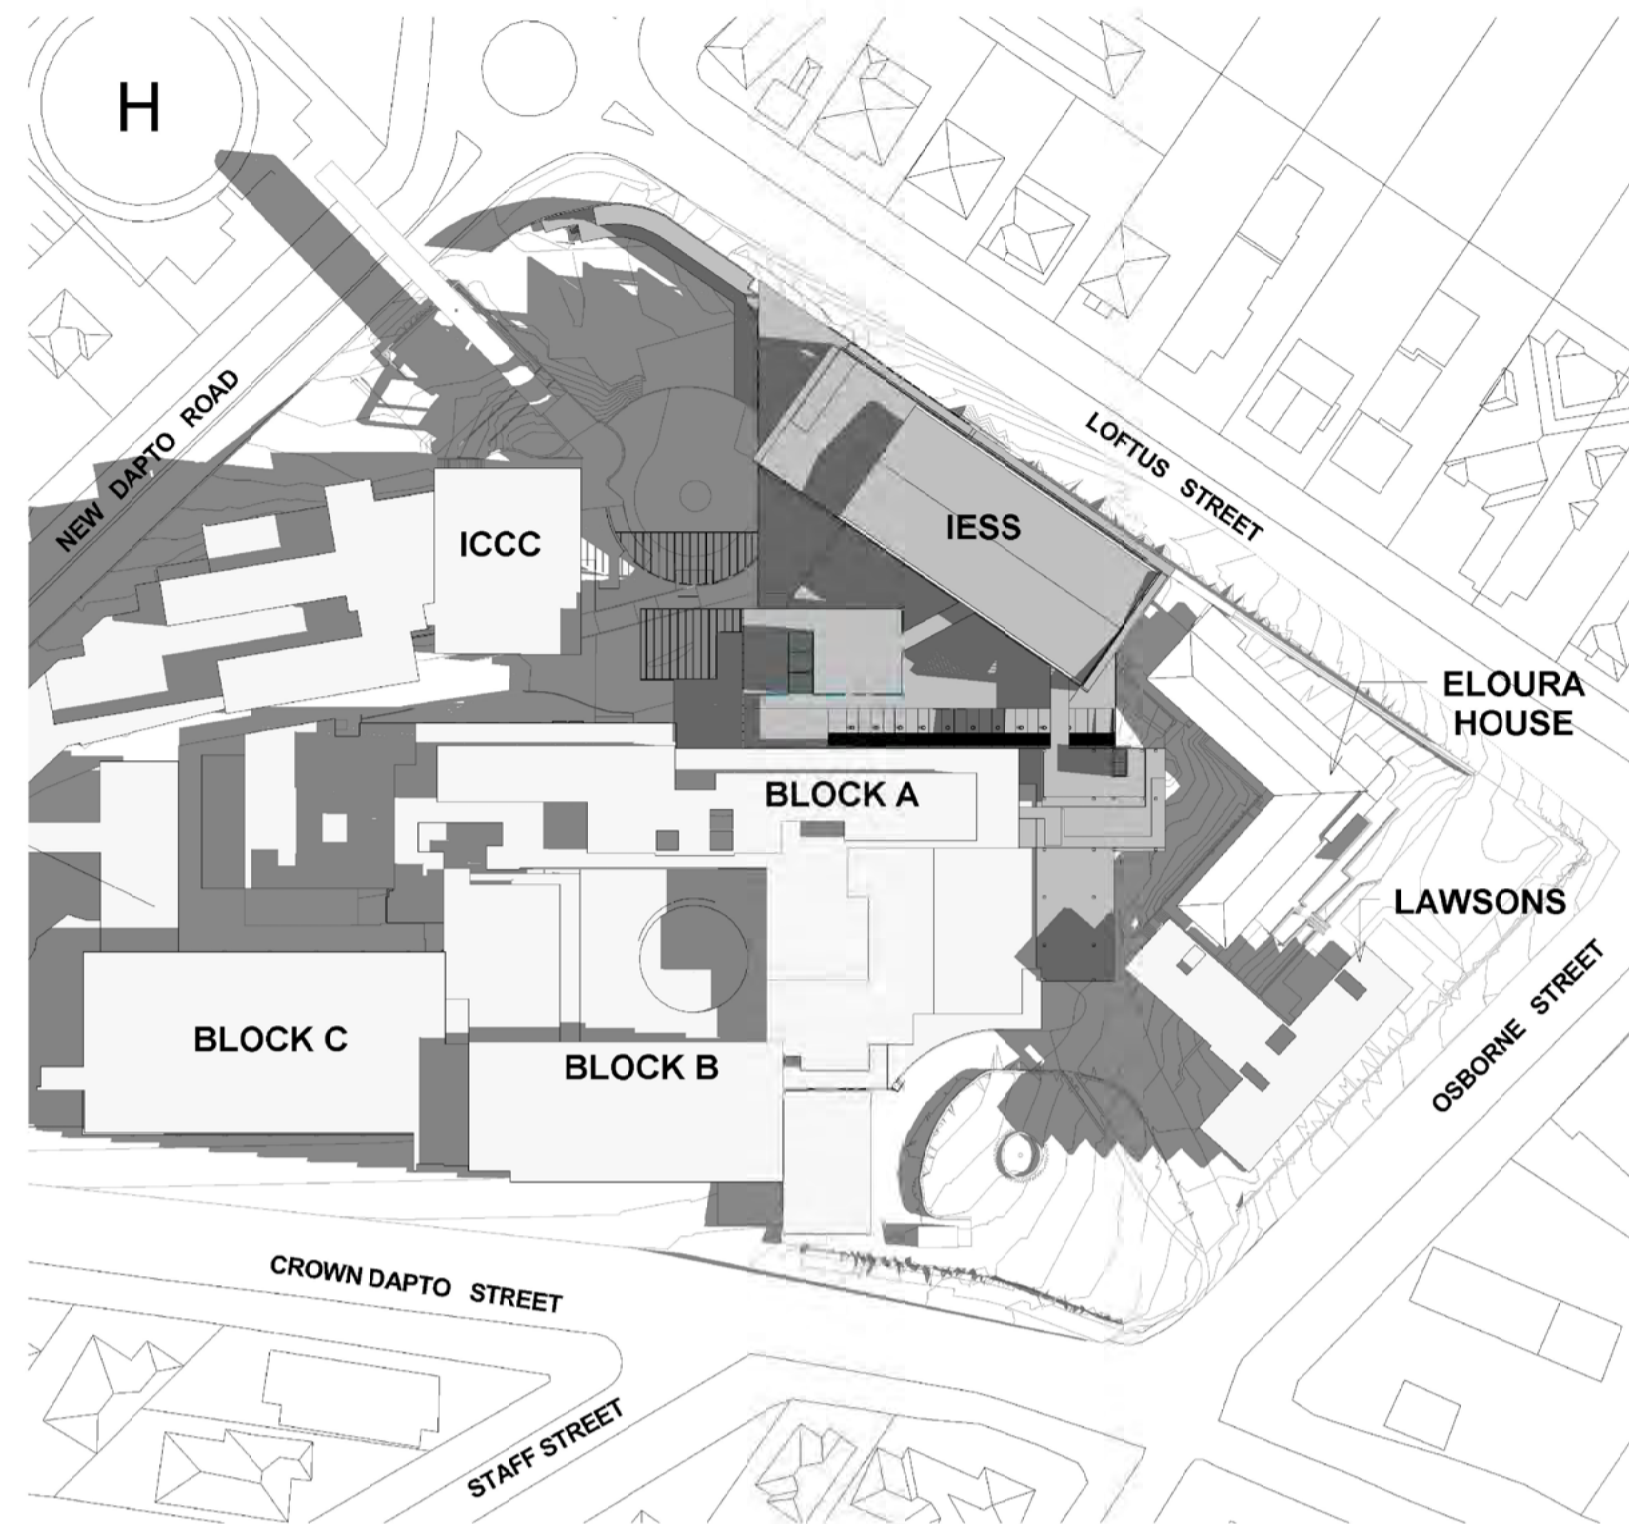 H
NEW DAPTO ROAD
LOFTUS STREET
ICCC
IESS
ELOURA
HOUSE
BLOCK A
LAWSONS
BLOCK C
BLOCK B
OSBORNE STREET
CROWN DAPTO STREET
STAFF STREET